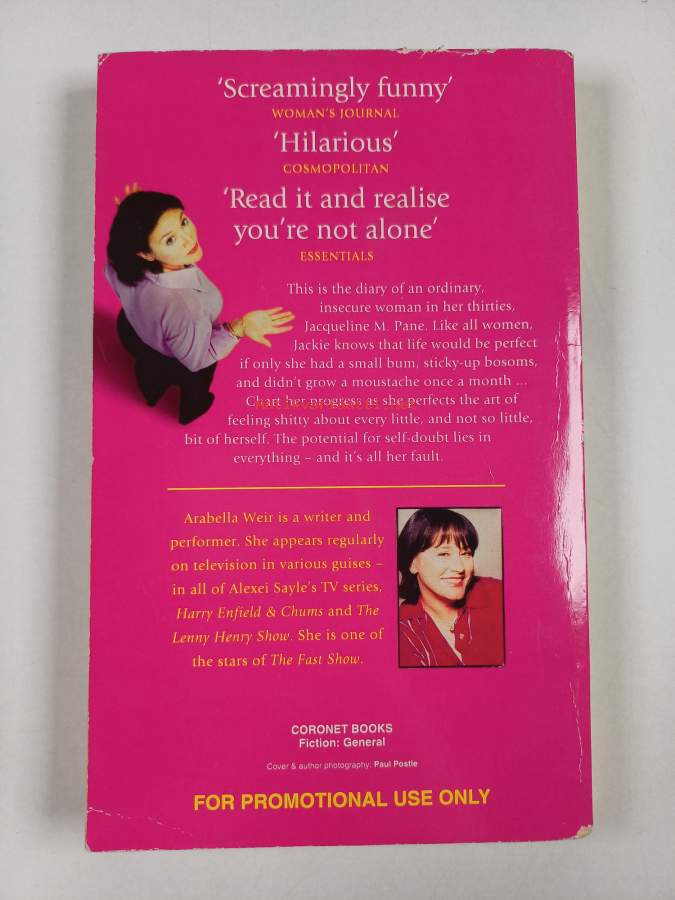 ‘Screamingly funny’
WOMAN'S JOURNAL
‘Hilarious’
COSMOPOLITAN
‘Read it and realise
you're not alone’
ESSENTIALS
This is the diary of an ordinary,
insecure woman in her thirties,
Jacqueline M. Pane. Like all women,
Jackie knows that life would be perfect
if only she had a small bum, sticky-up bosoms,
and didn't grow a moustache once a month ...
Chart her progress as she perfects the art of
feeling shitty about every little, and not so little,
bit of herself. The potential for self-doubt lies in
everything – and it's all her fault.
Arabella Weir is a writer and
performer. She appears regularly
on television in various guises –
in all of Alexei Sayle's TV series,
Harry Enfield & Chums and The
Lenny Henry Show. She is one of
the stars of The Fast Show.
CORONET BOOKS
Fiction: General
Cover & author photography: Paul Postle
FOR PROMOTIONAL USE ONLY